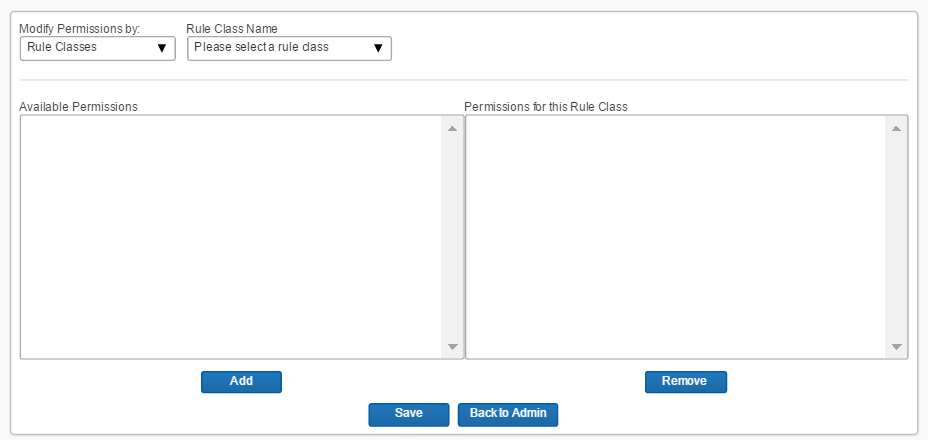 Modify Permissions by: Rule Class Name
Rule Classes Please select a rule class
Available Permissions Permissions for this Rule Class
Add Remove
Save Back to Admin